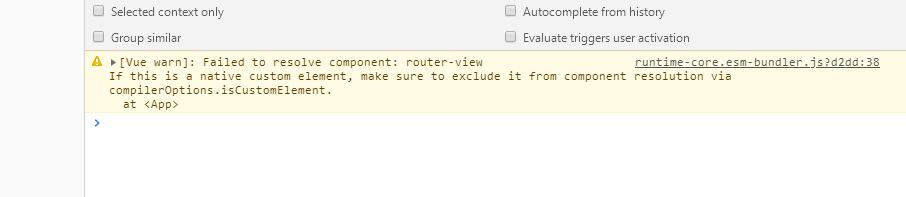 Selected context only
Autocomplete from history
Group similar
Evaluate triggers user activation
[Vue warn]: Failed to resolve component: router-view runtime-core.esm-bundler.js?d2dd:38
If this is a native custom element, make sure to exclude it from component resolution via
compilerOptions.isCustomElement.
at <App>